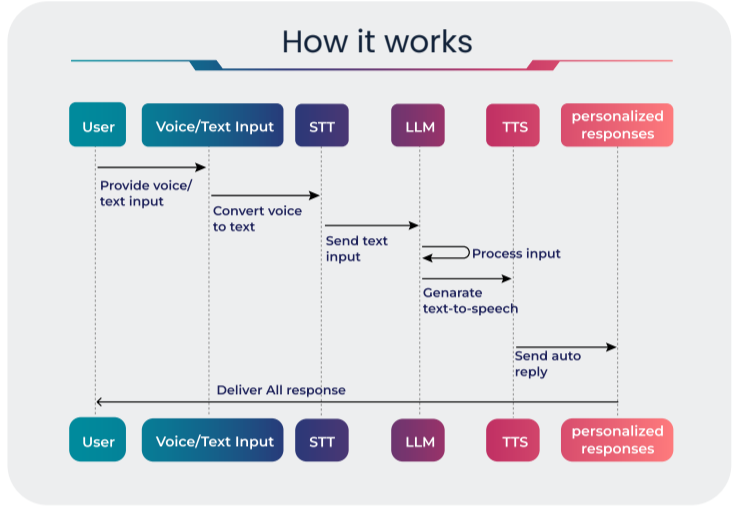 How it works
User
Voice/Text Input
STT
LLM
TTS
personalized
responses
Provide voice/
text input
Convert voice
to text
Send text
input
Process input
Genarate
text-to-speech
Send auto
reply
Deliver All response
User
Voice/Text Input
STT
LLM
TTS
personalized
responses